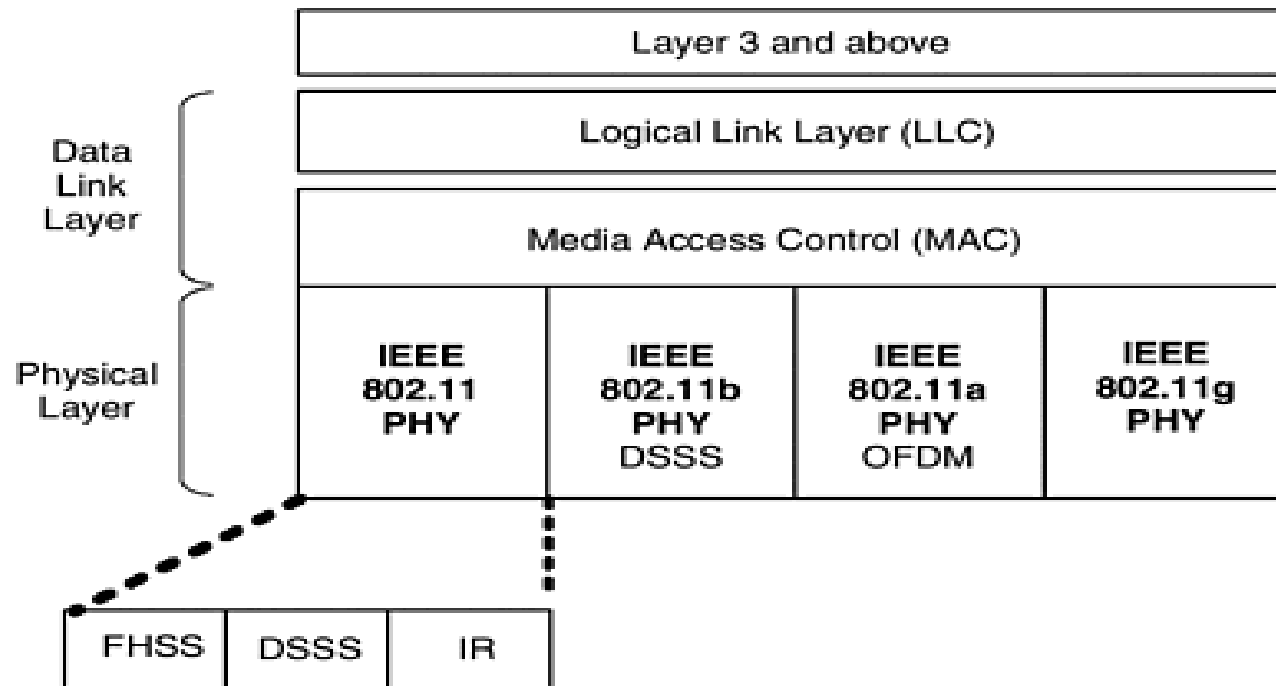 Layer 3 and above
Data
Link
Layer
Logical Link Layer (LLC)
Media Access Control (MAC)
Physical
Layer
IEEE
802.11
PHY
IEEE
802.11b
PHY
DSSS
IEEE
802.11a
PHY
OFDM
IEEE
802.11g
PHY
FHSS
DSSS
IR